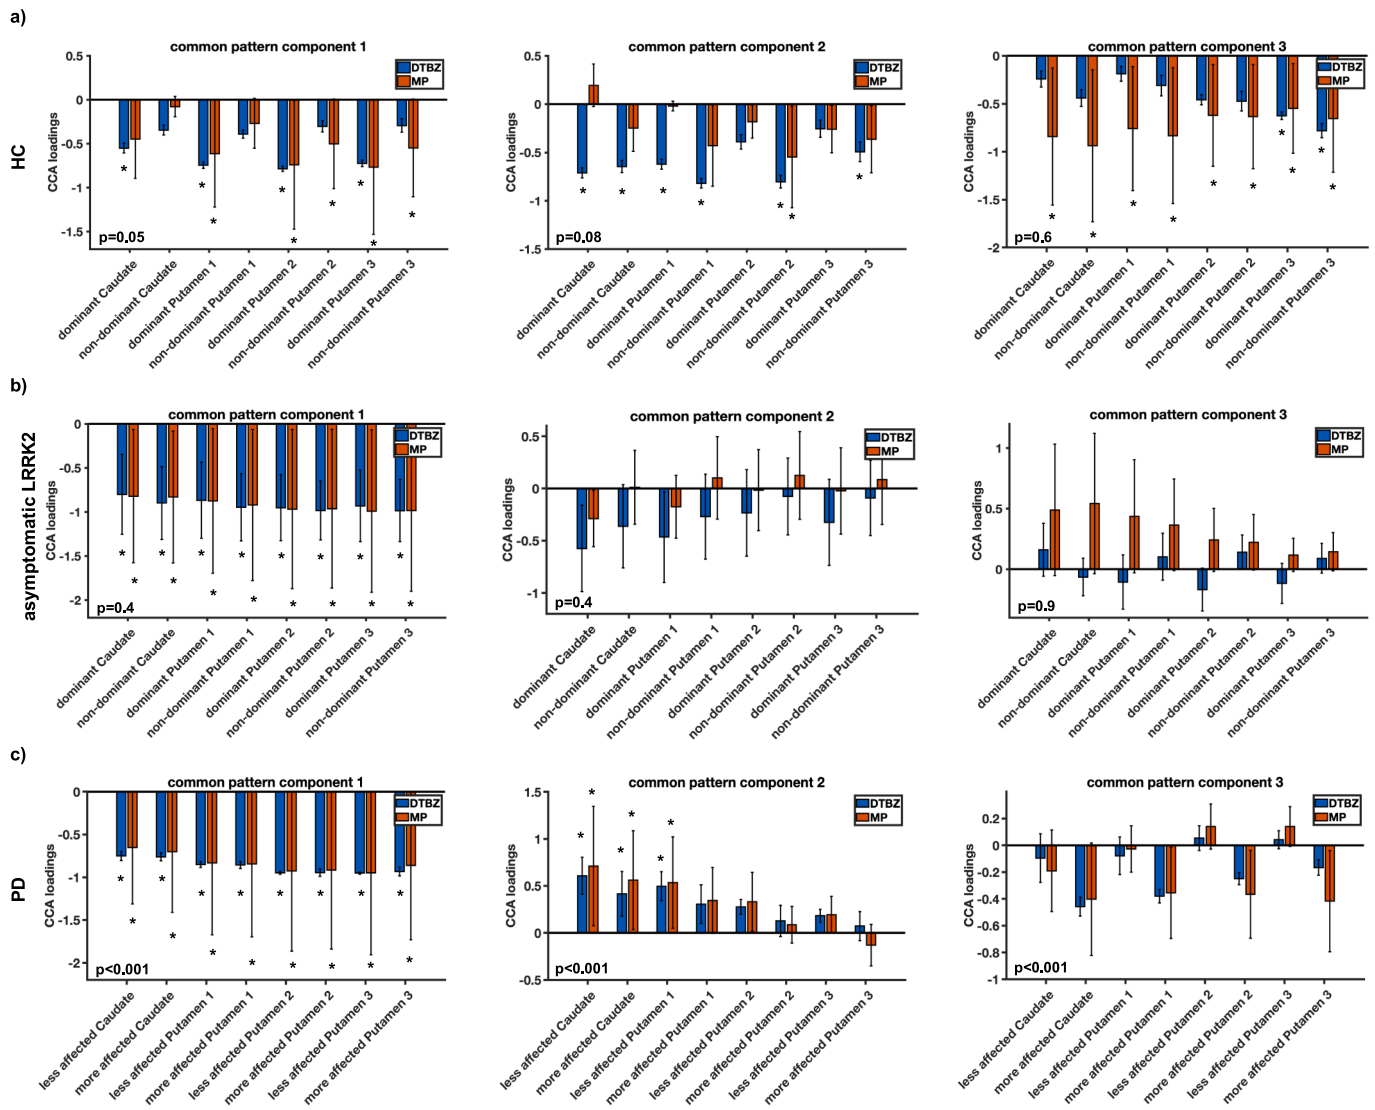 a)
HC
common pattern component 1
CCA loadings
0.5
0
-0.5
-1
-1.5
DTBZ
MP
* * * * * * * * *
p=0.05
dominant Caudate
non-dominant Caudate
dominant Putamen 1
non-dominant Putamen 1
dominant Putamen 2
non-dominant Putamen 2
dominant Putamen 3
non-dominant Putamen 3
common pattern component 2
CCA loadings
0.5
0
-0.5
-1
-1.5
DTBZ
MP
* * * * * * *
p=0.08
dominant Caudate
non-dominant Caudate
dominant Putamen 1
non-dominant Putamen 1
dominant Putamen 2
non-dominant Putamen 2
dominant Putamen 3
non-dominant Putamen 3
common pattern component 3
CCA loadings
0
-0.5
-1
-1.5
-2
DTBZ
MP
* * * * * * * * * *
p=0.6
dominant Caudate
non-dominant Caudate
dominant Putamen 1
non-dominant Putamen 1
dominant Putamen 2
non-dominant Putamen 2
dominant Putamen 3
non-dominant Putamen 3
b)
asymptomatic LRRK2
common pattern component 1
CCA loadings
0
-0.5
-1
-1.5
-2
DTBZ
MP
* * * * * * * * * * * * * * * *
p=0.4
dominant Caudate
non-dominant Caudate
dominant Putamen 1
non-dominant Putamen 1
dominant Putamen 2
non-dominant Putamen 2
dominant Putamen 3
non-dominant Putamen 3
common pattern component 2
CCA loadings
0.5
0
-0.5
-1
DTBZ
MP
p=0.4
dominant Caudate
non-dominant Caudate
dominant Putamen 1
non-dominant Putamen 1
dominant Putamen 2
non-dominant Putamen 2
dominant Putamen 3
non-dominant Putamen 3
common pattern component 3
CCA loadings
1
0.5
0
DTBZ
MP
p=0.9
dominant Caudate
non-dominant Caudate
dominant Putamen 1
non-dominant Putamen 1
dominant Putamen 2
non-dominant Putamen 2
dominant Putamen 3
non-dominant Putamen 3
c)
PD
common pattern component 1
CCA loadings
0
-0.5
-1
-1.5
-2
DTBZ
MP
* * * * * * * * * * * * * * * *
p<0.001
less affected Caudate
more affected Caudate
less affected Putamen 1
more affected Putamen 1
less affected Putamen 2
more affected Putamen 2
less affected Putamen 3
more affected Putamen 3
common pattern component 2
CCA loadings
1.5
1
0.5
0
-0.5
DTBZ
MP
* * * * * *
p<0.001
less affected Caudate
more affected Caudate
less affected Putamen 1
more affected Putamen 1
less affected Putamen 2
more affected Putamen 2
less affected Putamen 3
more affected Putamen 3
common pattern component 3
CCA loadings
0.2
0
-0.2
-0.4
-0.6
-0.8
-1
DTBZ
MP
p<0.001
less affected Caudate
more affected Caudate
less affected Putamen 1
more affected Putamen 1
less affected Putamen 2
more affected Putamen 2
less affected Putamen 3
more affected Putamen 3